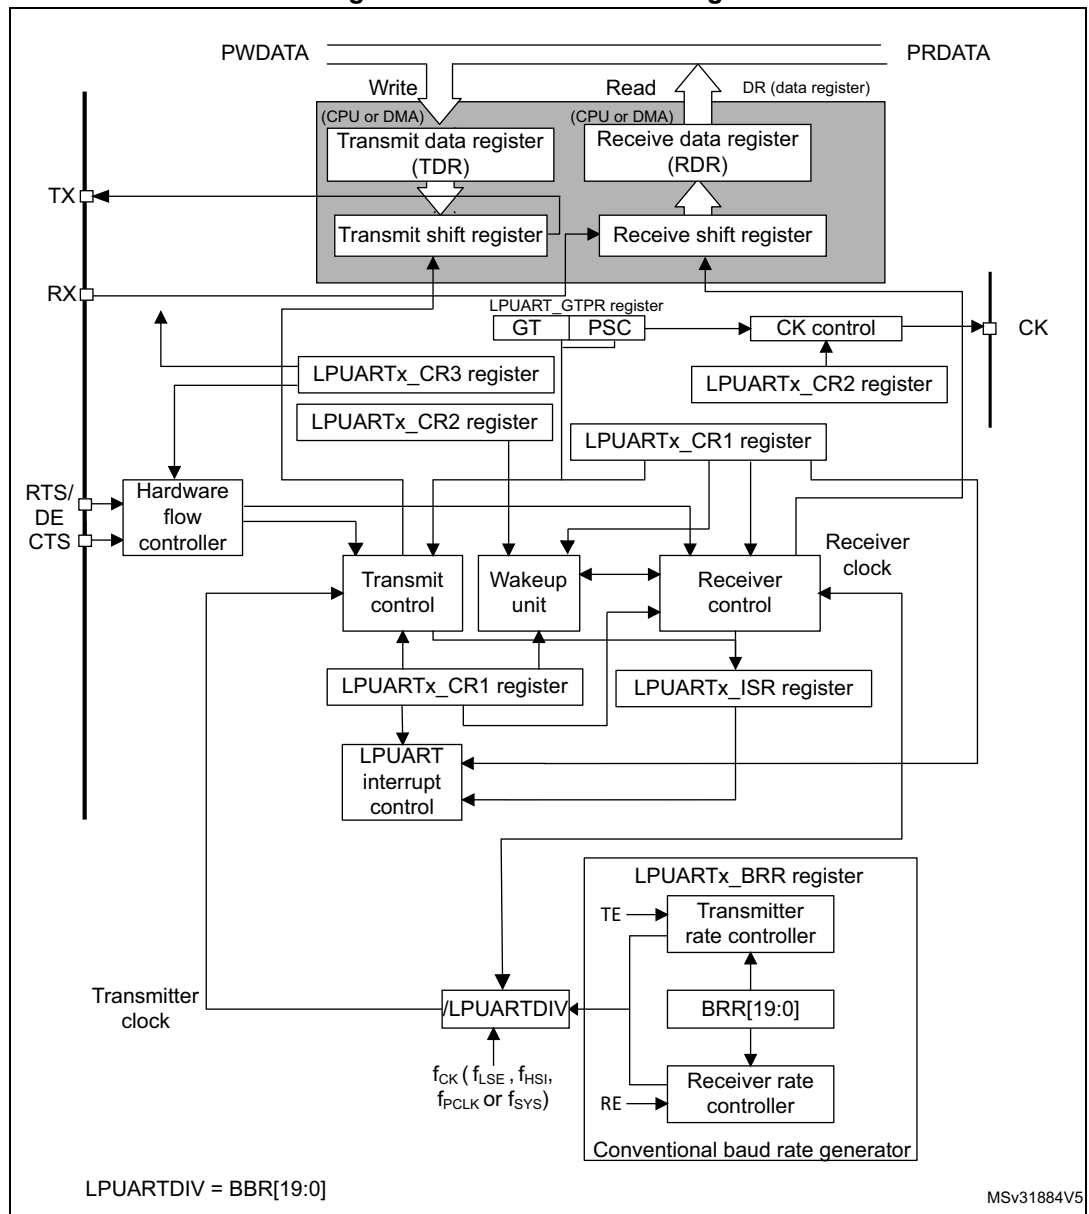 PWDATA
PRDATA
Write
Read
DR (data register)
(CPU or DMA)
(CPU or DMA)
Transmit data register
(TDR)
Receive data register
(RDR)
TX
Transmit shift register
Receive shift register
RX
LPUART_GTPR register
GT
PSC
CK control
CK
LPUARTx_CR3 register
LPUARTx_CR2 register
LPUARTx_CR2 register
LPUARTx_CR1 register
RTS/
DE
CTS
Hardware
flow
controller
Receiver
clock
Transmit
control
Wakeup
unit
Receiver
control
LPUARTx_CR1 register
LPUARTx_ISR register
LPUART
interrupt
control
LPUARTx_BRR register
TE
Transmitter
rate controller
Transmitter
clock
/LPUARTDIV
BRR[19:0]
fCK ( fLSE , fHSI,
fPCLK or fSYS)
RE
Receiver rate
controller
Conventional baud rate generator
LPUARTDIV = BBR[19:0]
MSv31884V5